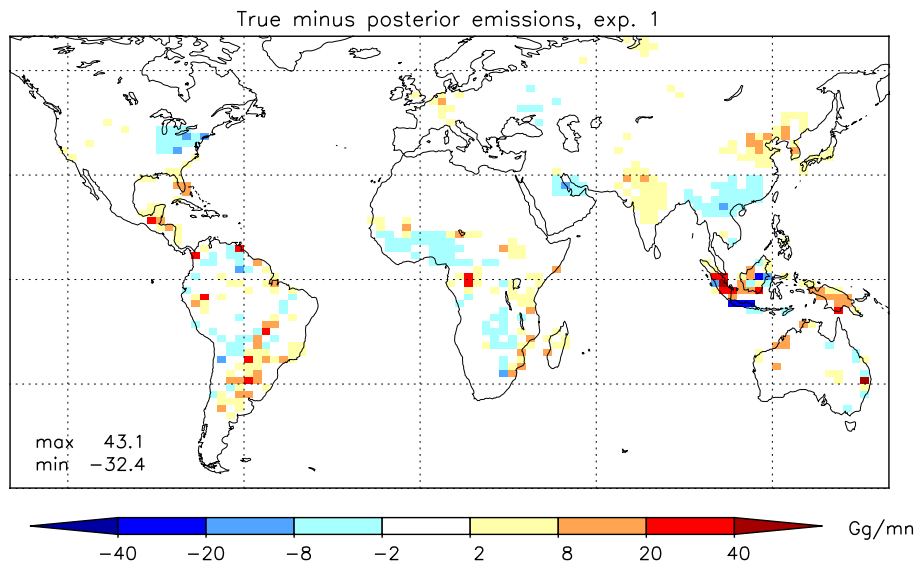 True minus posterior emissions, exp. 1
max 43.1
min −32.4
−40 −20 −8 −2 2 8 20 40 Gg/mn